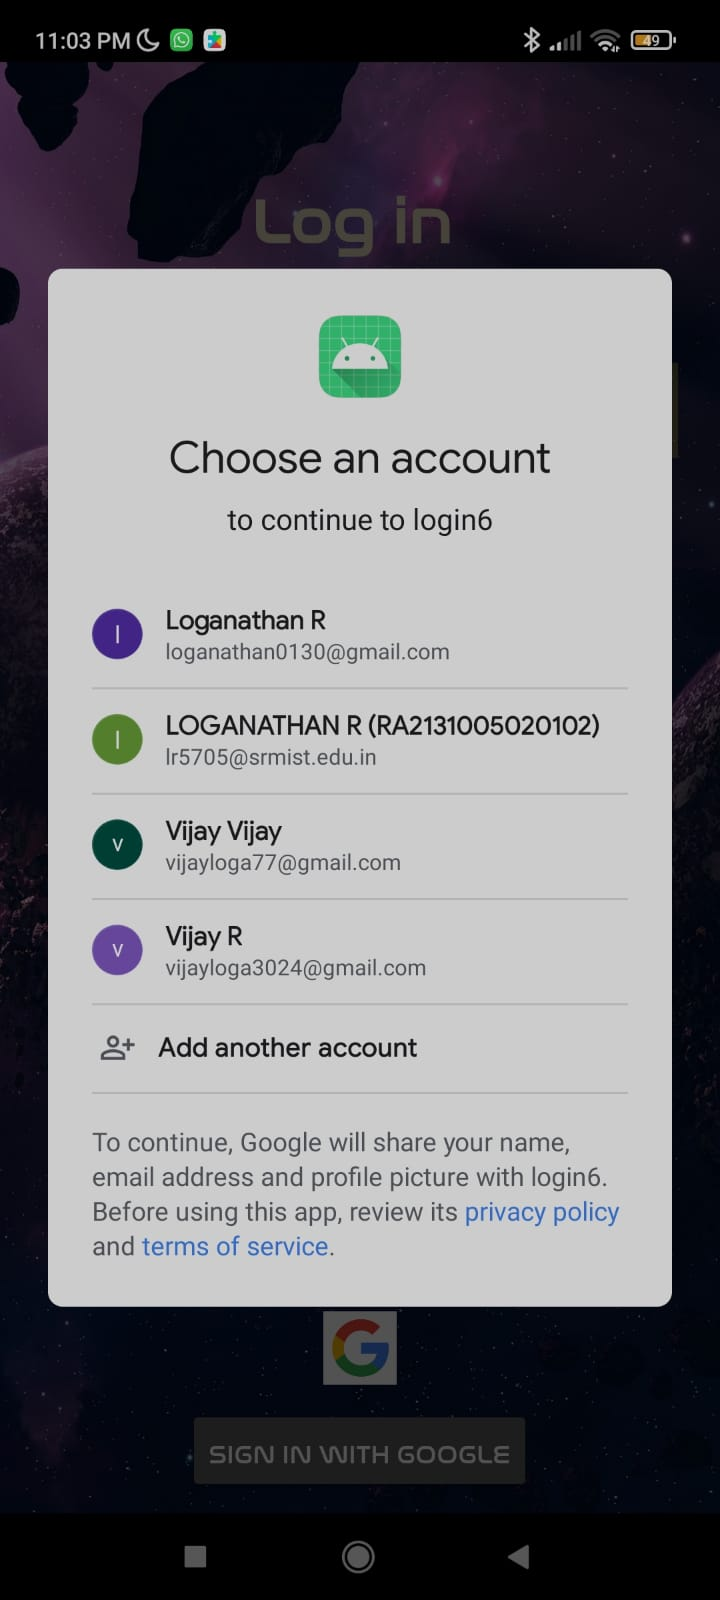 11:03 PM
49
Log in
Choose an account
to continue to login6
l
Loganathan R
loganathan0130@gmail.com
l
LOGANATHAN R (RA2131005020102)
lr5705@srmist.edu.in
v
Vijay Vijay
vijayloga77@gmail.com
v
Vijay R
vijayloga3024@gmail.com
Add another account
To continue, Google will share your name,
email address and profile picture with login6.
Before using this app, review its privacy policy
and terms of service.
G
SIGN IN WITH GOOGLE